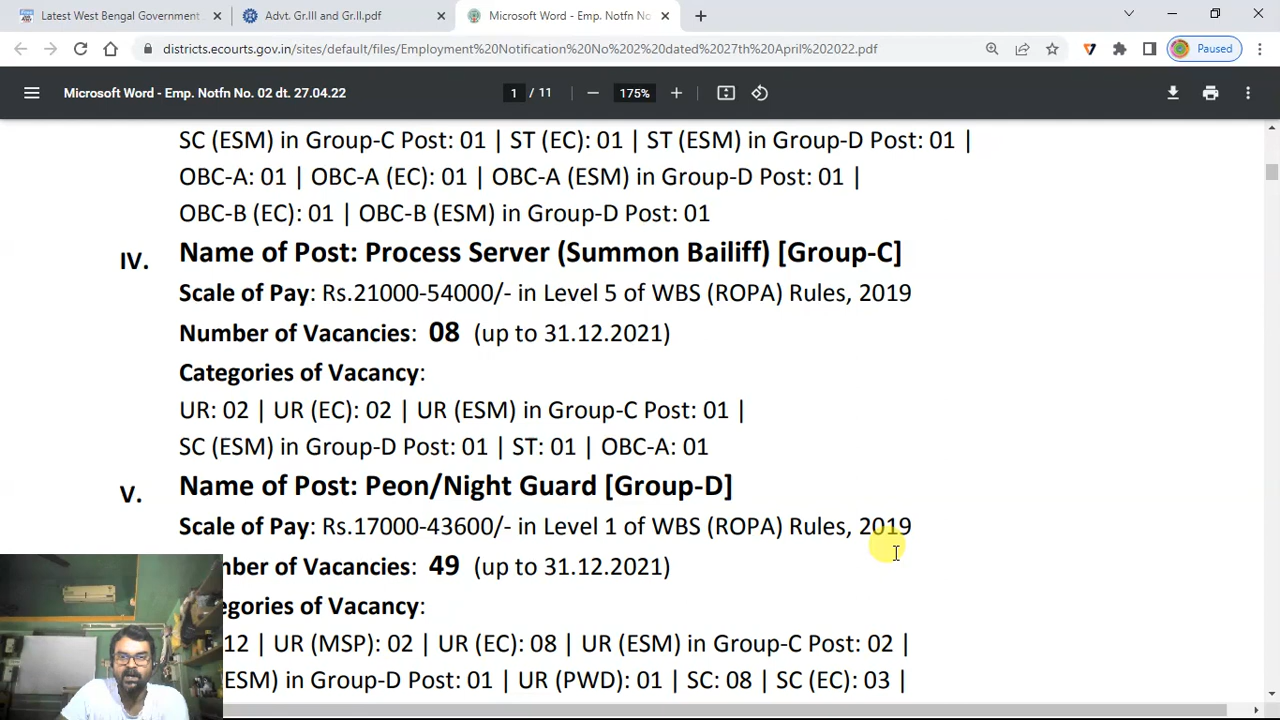 Latest West Bengal Government
Advt. Gr.III and Gr.II.pdf
Microsoft Word - Emp. Notfn No
districts.ecourts.gov.in/sites/default/files/Employment%20Notification%20No%202%20dated%2027th%20April%202022.pdf
Paused
Microsoft Word - Emp. Notfn No. 02 dt. 27.04.22
1 / 11
175%
SC (ESM) in Group-C Post: 01 | ST (EC): 01 | ST (ESM) in Group-D Post: 01 |
OBC-A: 01 | OBC-A (EC): 01 | OBC-A (ESM) in Group-D Post: 01 |
OBC-B (EC): 01 | OBC-B (ESM) in Group-D Post: 01
IV. Name of Post: Process Server (Summon Bailiff) [Group-C]
Scale of Pay: Rs.21000-54000/- in Level 5 of WBS (ROPA) Rules, 2019
Number of Vacancies: 08 (up to 31.12.2021)
Categories of Vacancy:
UR: 02 | UR (EC): 02 | UR (ESM) in Group-C Post: 01 |
SC (ESM) in Group-D Post: 01 | ST: 01 | OBC-A: 01
V. Name of Post: Peon/Night Guard [Group-D]
Scale of Pay: Rs.17000-43600/- in Level 1 of WBS (ROPA) Rules, 2019
ber of Vacancies: 49 (up to 31.12.2021)
egories of Vacancy:
12 | UR (MSP): 02 | UR (EC): 08 | UR (ESM) in Group-C Post: 02 |
ESM) in Group-D Post: 01 | UR (PWD): 01 | SC: 08 | SC (EC): 03 |